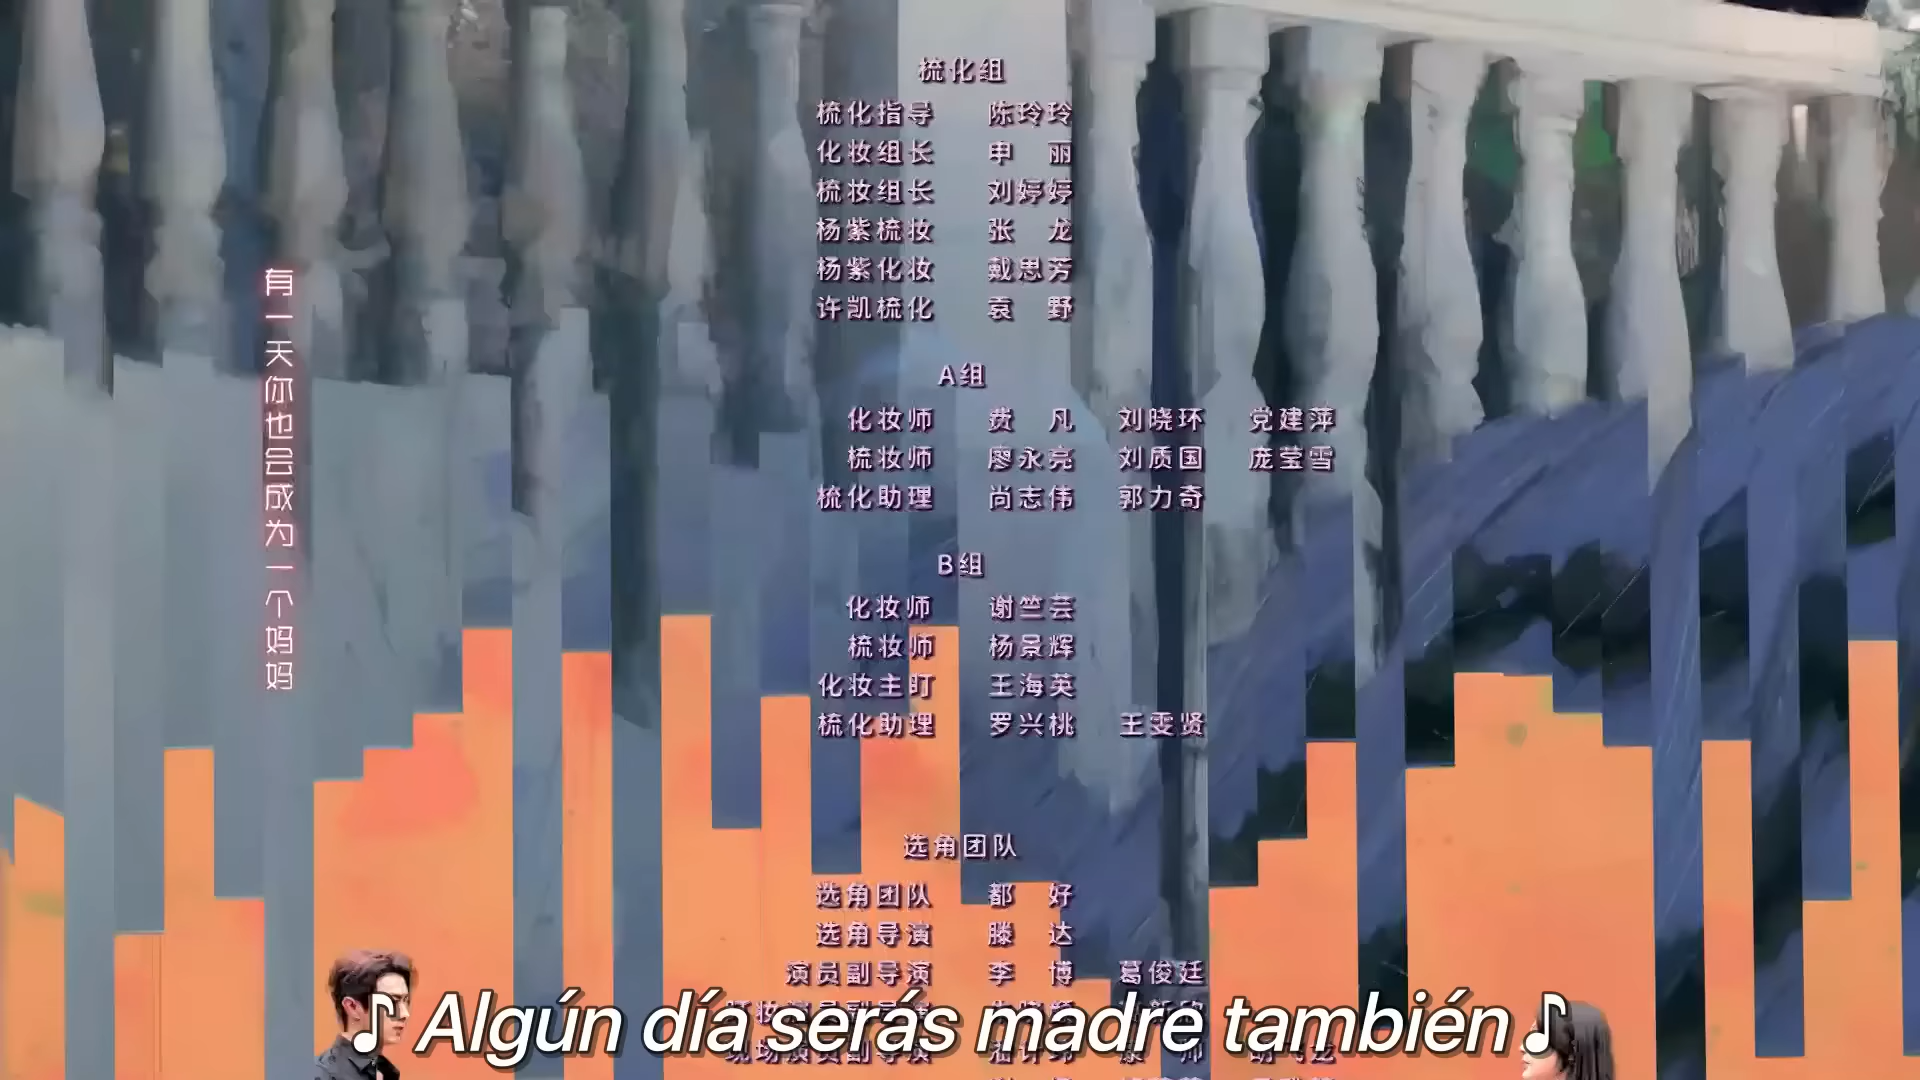 梳化组
梳化指导 陈玲玲
化妆组长 申 丽
梳妆组长 刘婷婷
杨紫梳妆 张 龙
杨紫化妆 戴思芳
许凯梳化 袁 野
有一天你也会成为一个妈妈
A组
化妆师 费 凡 刘晓环 党建萍
梳妆师 廖永亮 刘质国 庞莹雪
梳化助理 尚志伟 郭力奇
B组
化妆师 谢竺芸
梳妆师 杨景辉
化妆主盯 王海英
梳化助理 罗兴桃 王雯贤
选角团队
选角团队 都 好
选角导演 滕 达
演员副导演 李 博 葛俊廷
现场演员副导演
♪ Algún día serás madre también ♪